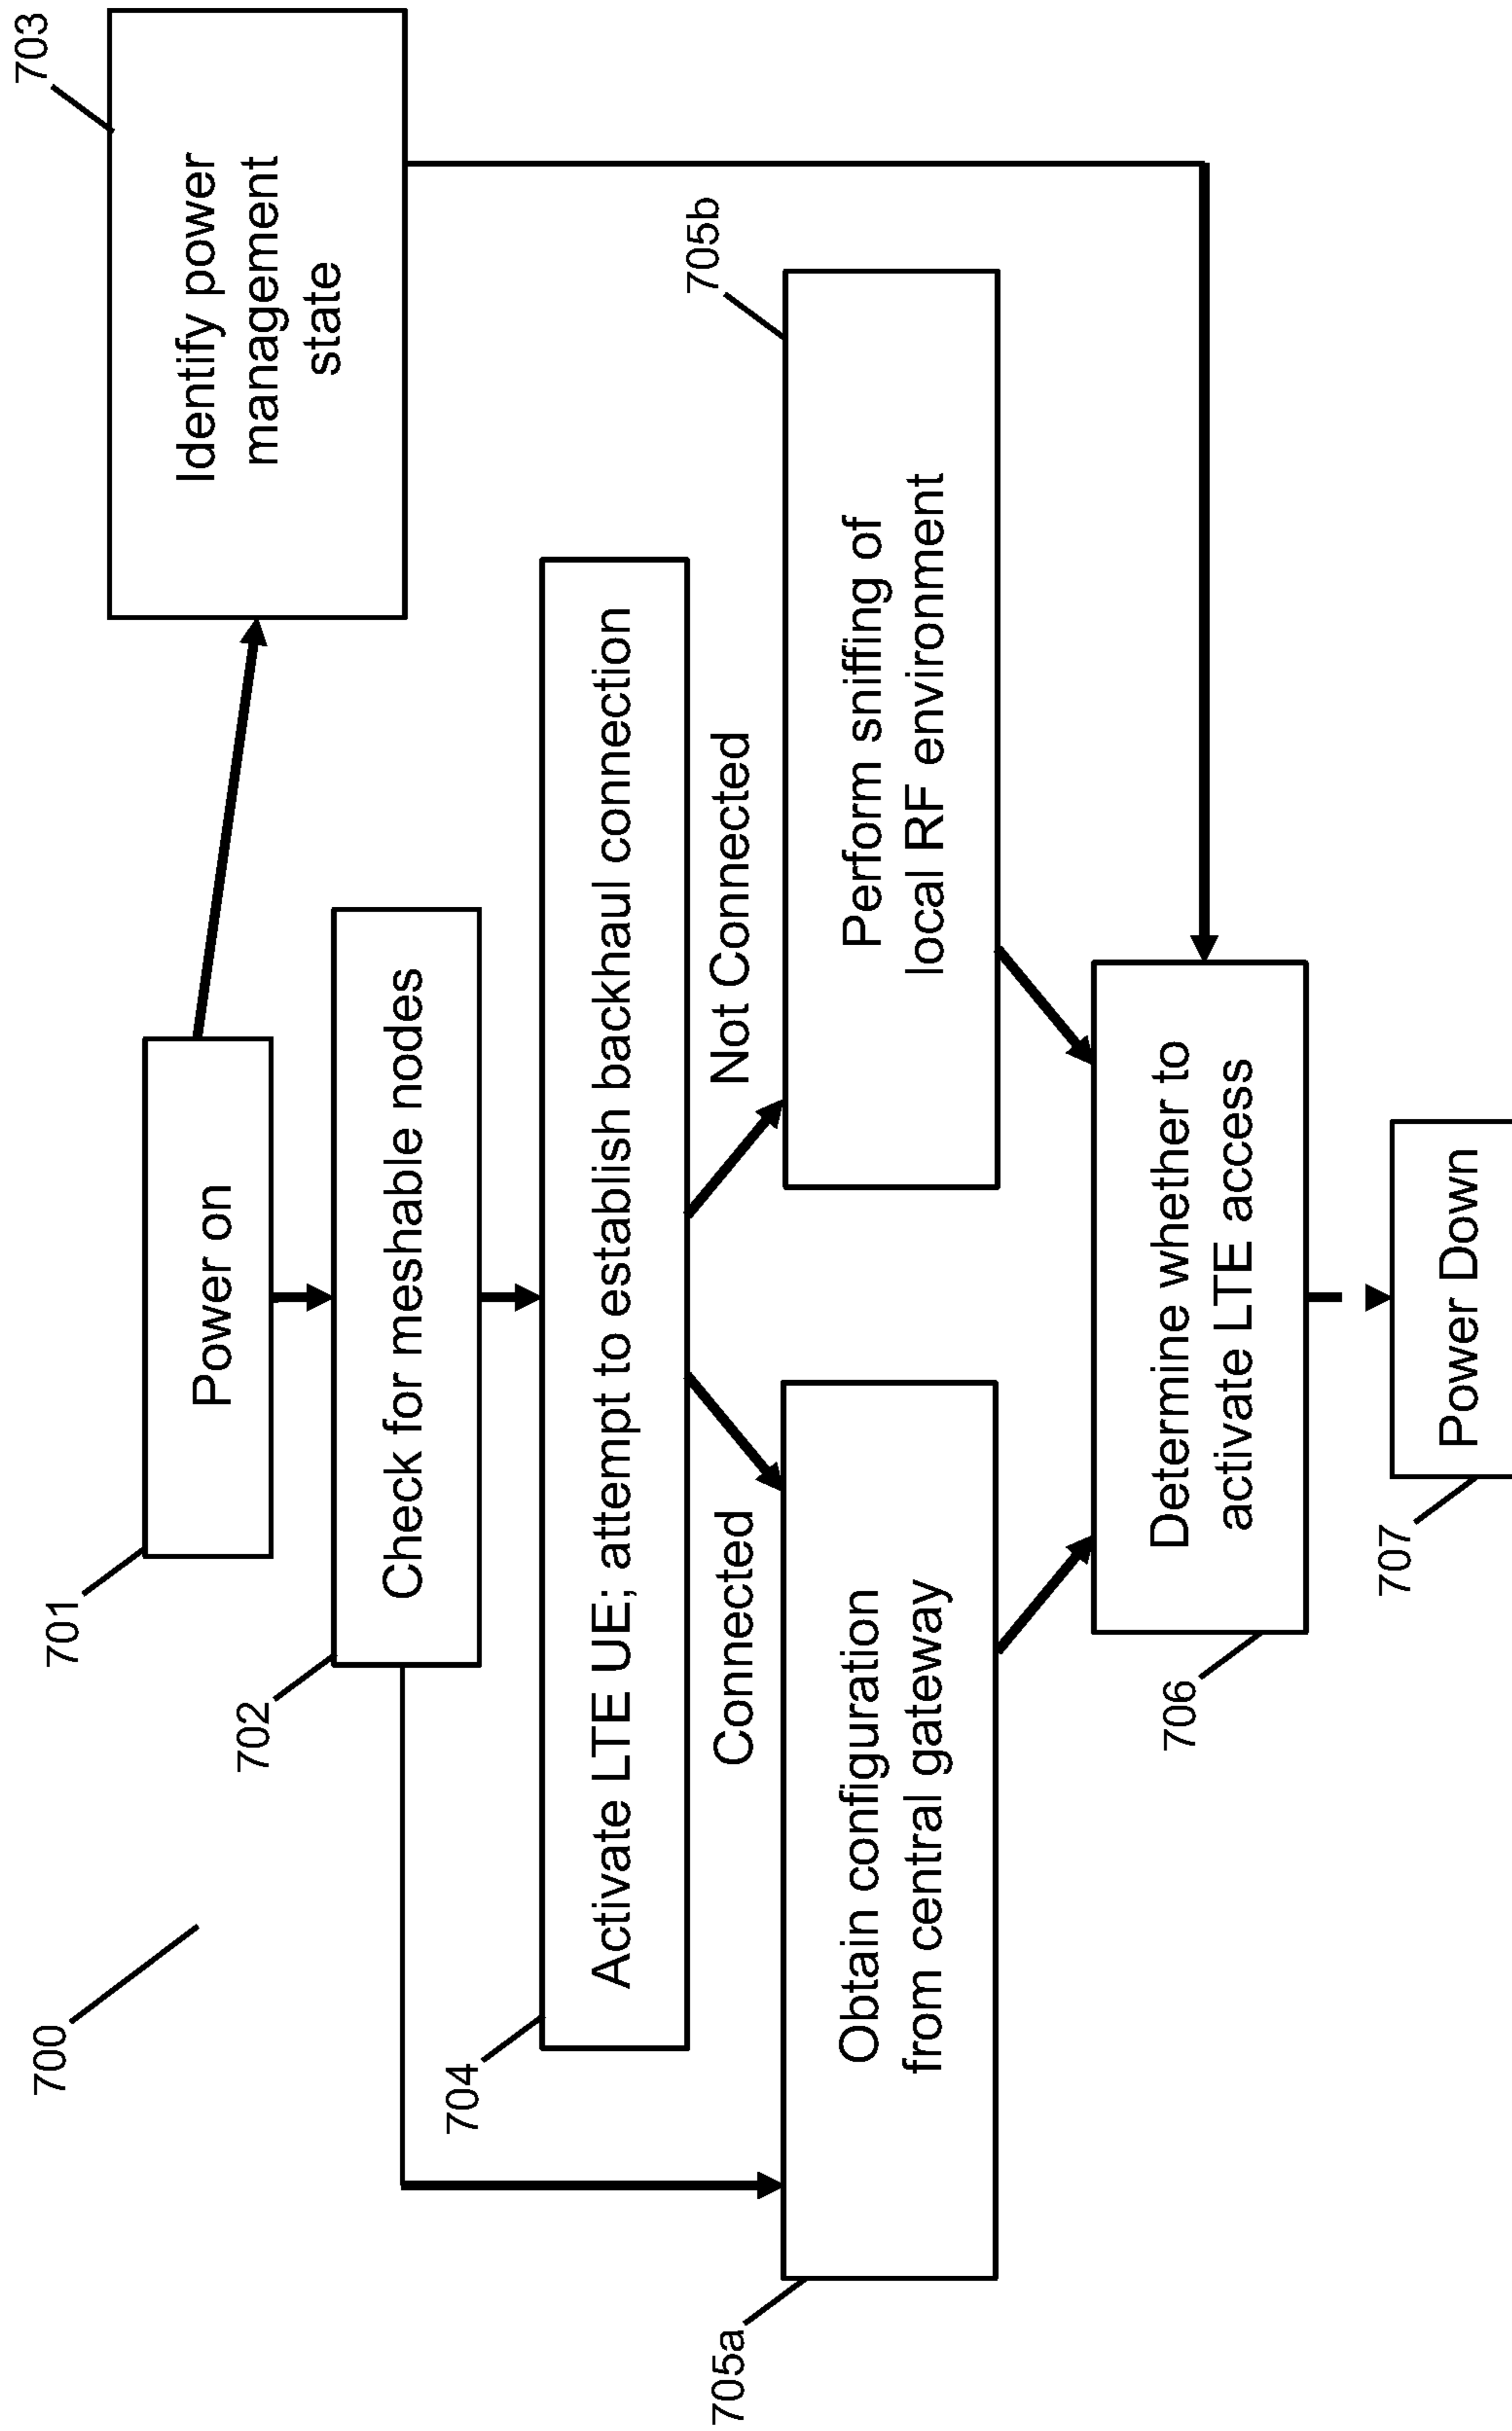 700
701
Power on
703
Identify power
management
state
702
Check for meshable nodes
704
Activate LTE UE; attempt to establish backhaul connection
Connected
Not Connected
705a
Obtain configuration
from central gateway
705b
Perform sniffing of
local RF environment
706
Determine whether to
activate LTE access
707
Power Down